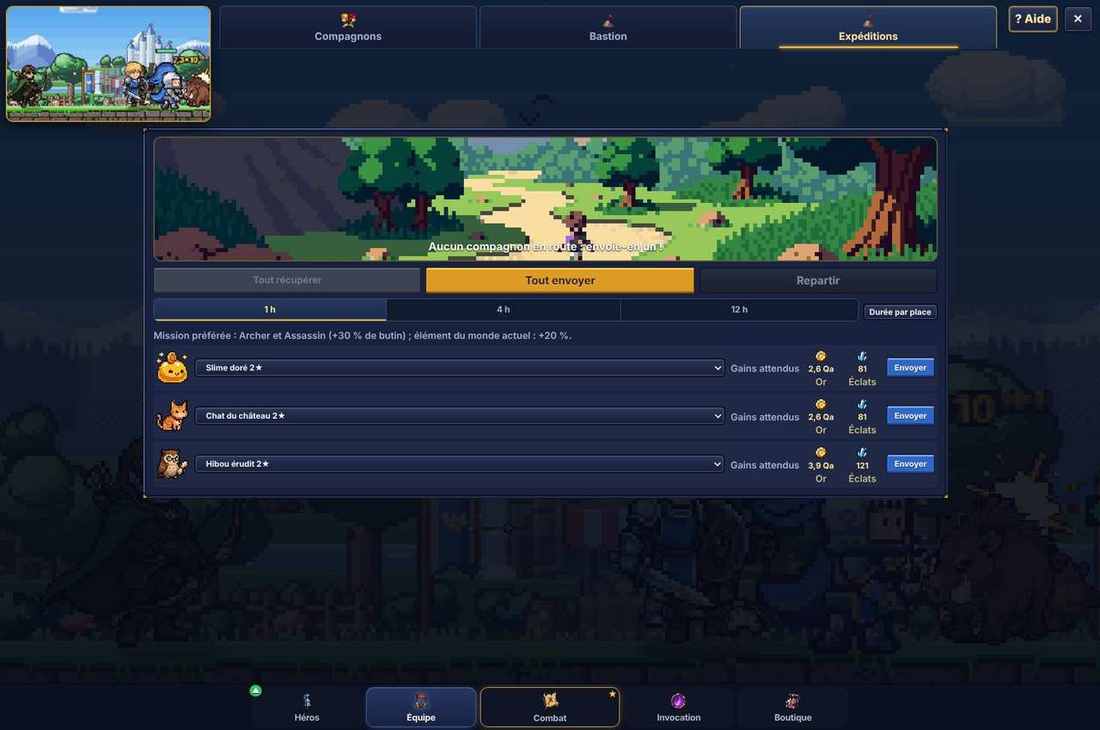 Compagnons
Bastion
Expéditions
? Aide
×
Aucun compagnon en route : envoie-en un !
Tout récupérer
Tout envoyer
Repartir
1 h
4 h
12 h
Durée par place
Mission préférée : Archer et Assassin (+30 % de butin) ; élément du monde actuel : +20 %.
Slime doré 2★
Gains attendus
2,6 Qa
Or
81
Éclats
Envoyer
Chat du château 2★
Gains attendus
2,6 Qa
Or
81
Éclats
Envoyer
Hibou érudit 2★
Gains attendus
3,9 Qa
Or
121
Éclats
Envoyer
Héros
Équipe
Combat
Invocation
Boutique